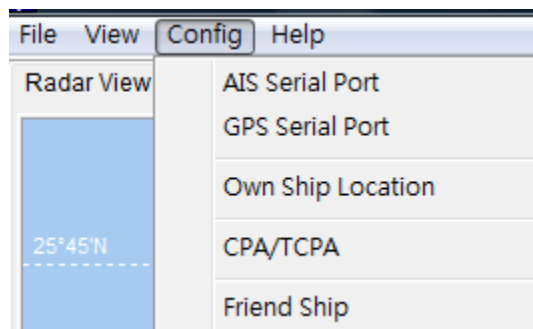 File View Config Help
Radar View
AIS Serial Port
GPS Serial Port
Own Ship Location
25°45'N
CPA/TCPA
Friend Ship